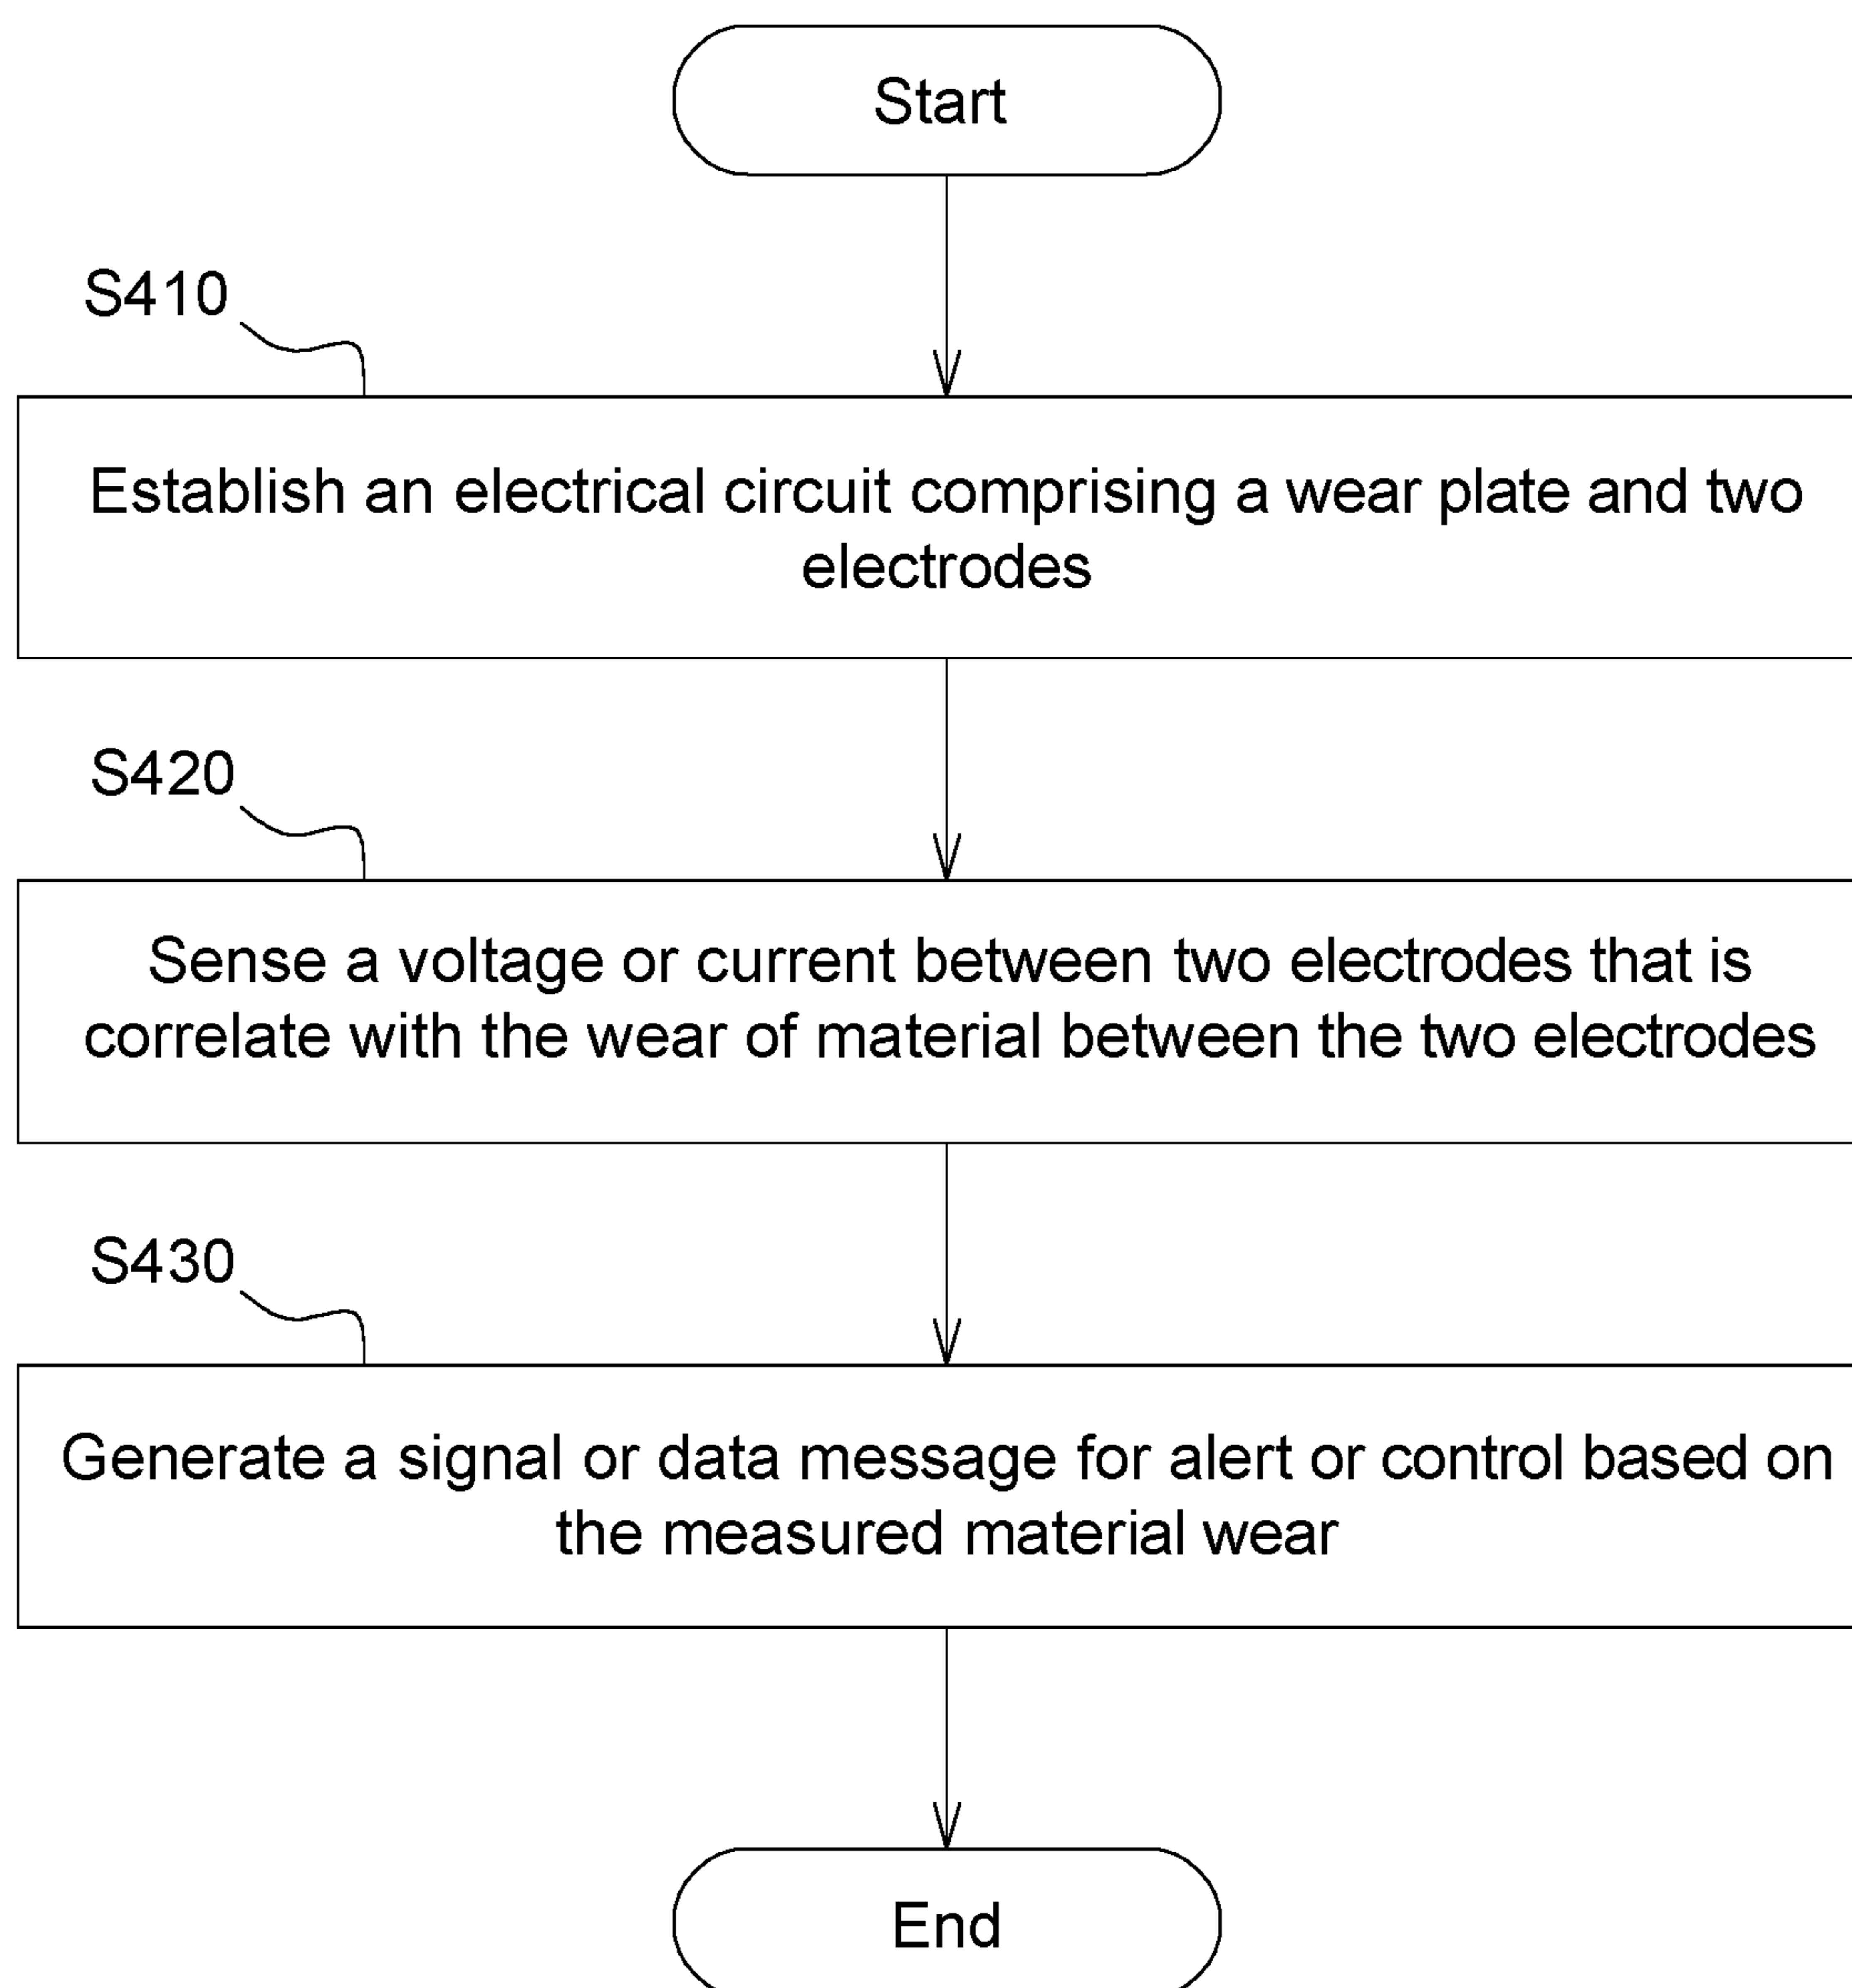 Start
S410
Establish an electrical circuit comprising a wear plate and two
electrodes
S420
Sense a voltage or current between two electrodes that is
correlate with the wear of material between the two electrodes
S430
Generate a signal or data message for alert or control based on
the measured material wear
End